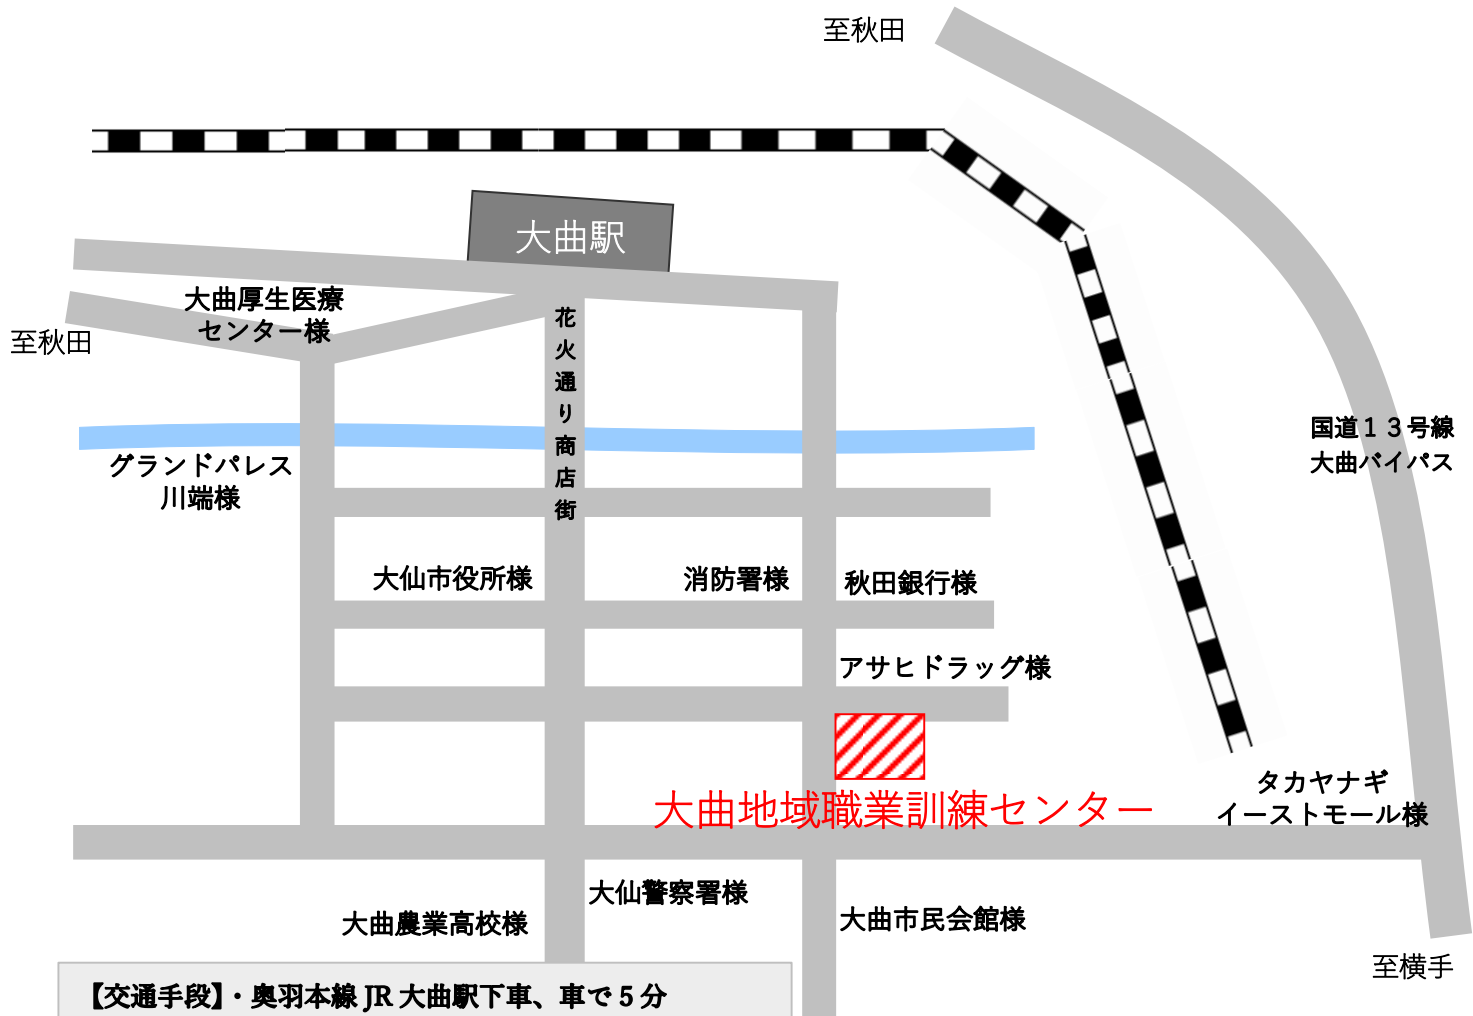 至秋田
大曲駅
大曲厚生医療
センター様
至秋田
花火通り商店街
国道１３号線
大曲バイパス
グランドパレス
川端様
大仙市役所様
消防署様
秋田銀行様
アサヒドラッグ様
大曲地域職業訓練センター
タカヤナギ
イーストモール様
大仙警察署様
大曲農業高校様
大曲市民会館様
至横手
【交通手段】・奥羽本線 JR 大曲駅下車、車で 5 分